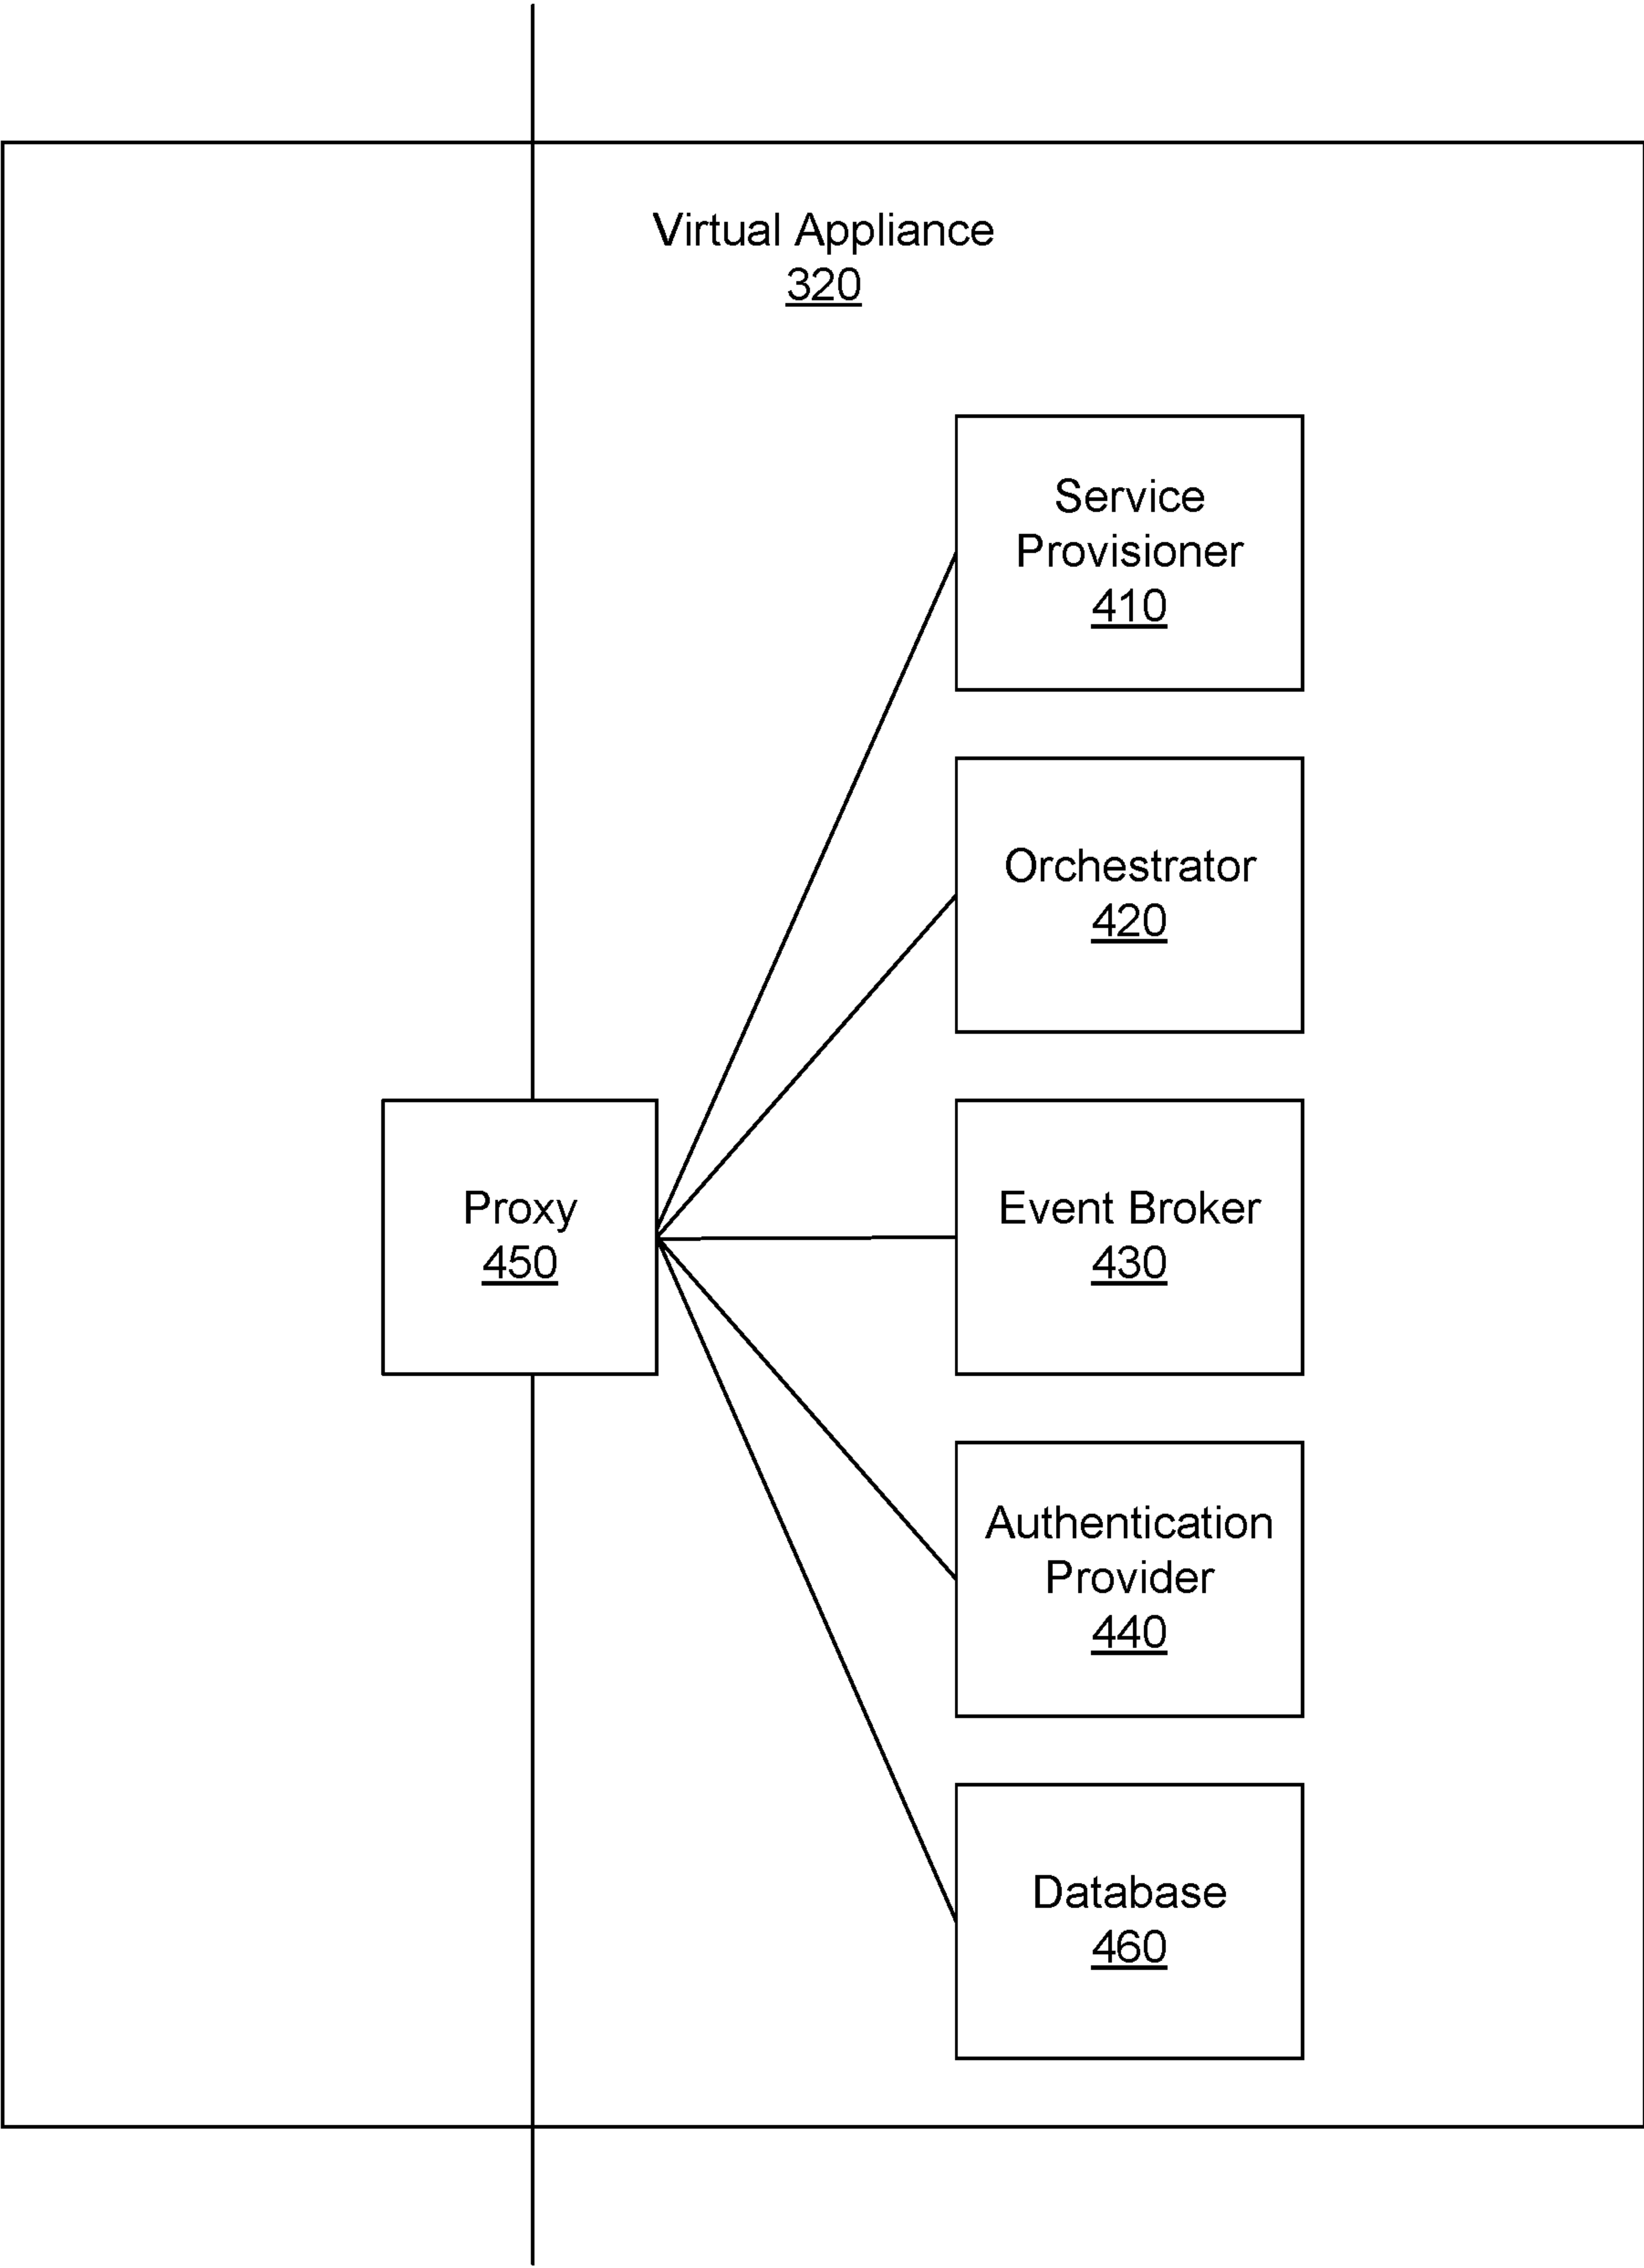 Virtual Appliance
320
Service
Provisioner
410
Orchestrator
420
Proxy
450
Event Broker
430
Authentication
Provider
440
Database
460